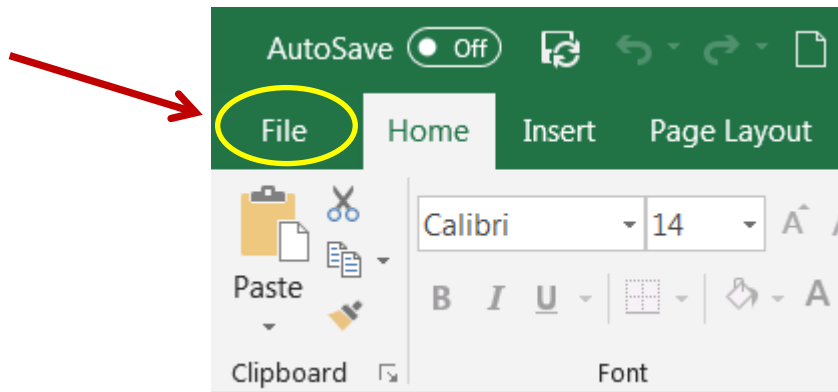 AutoSave Off
File Home Insert Page Layout
Calibri 14 A A
Paste B I U A
Clipboard Font